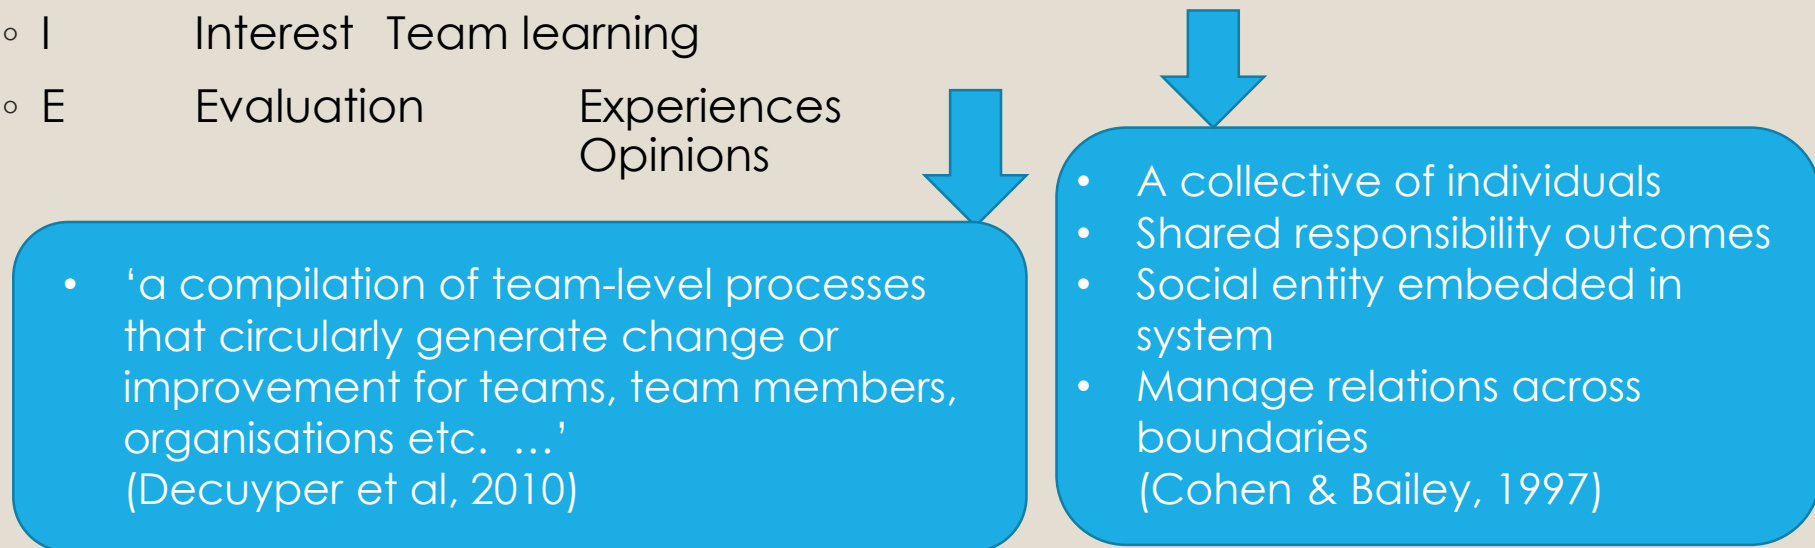 ◦ I Interest Team learning
◦ E Evaluation Experiences
Opinions
• ‘a compilation of team-level processes
that circularly generate change or
improvement for teams, team members,
organisations etc. …’
(Decuyper et al, 2010)
• A collective of individuals
• Shared responsibility outcomes
• Social entity embedded in
system
• Manage relations across
boundaries
(Cohen & Bailey, 1997)